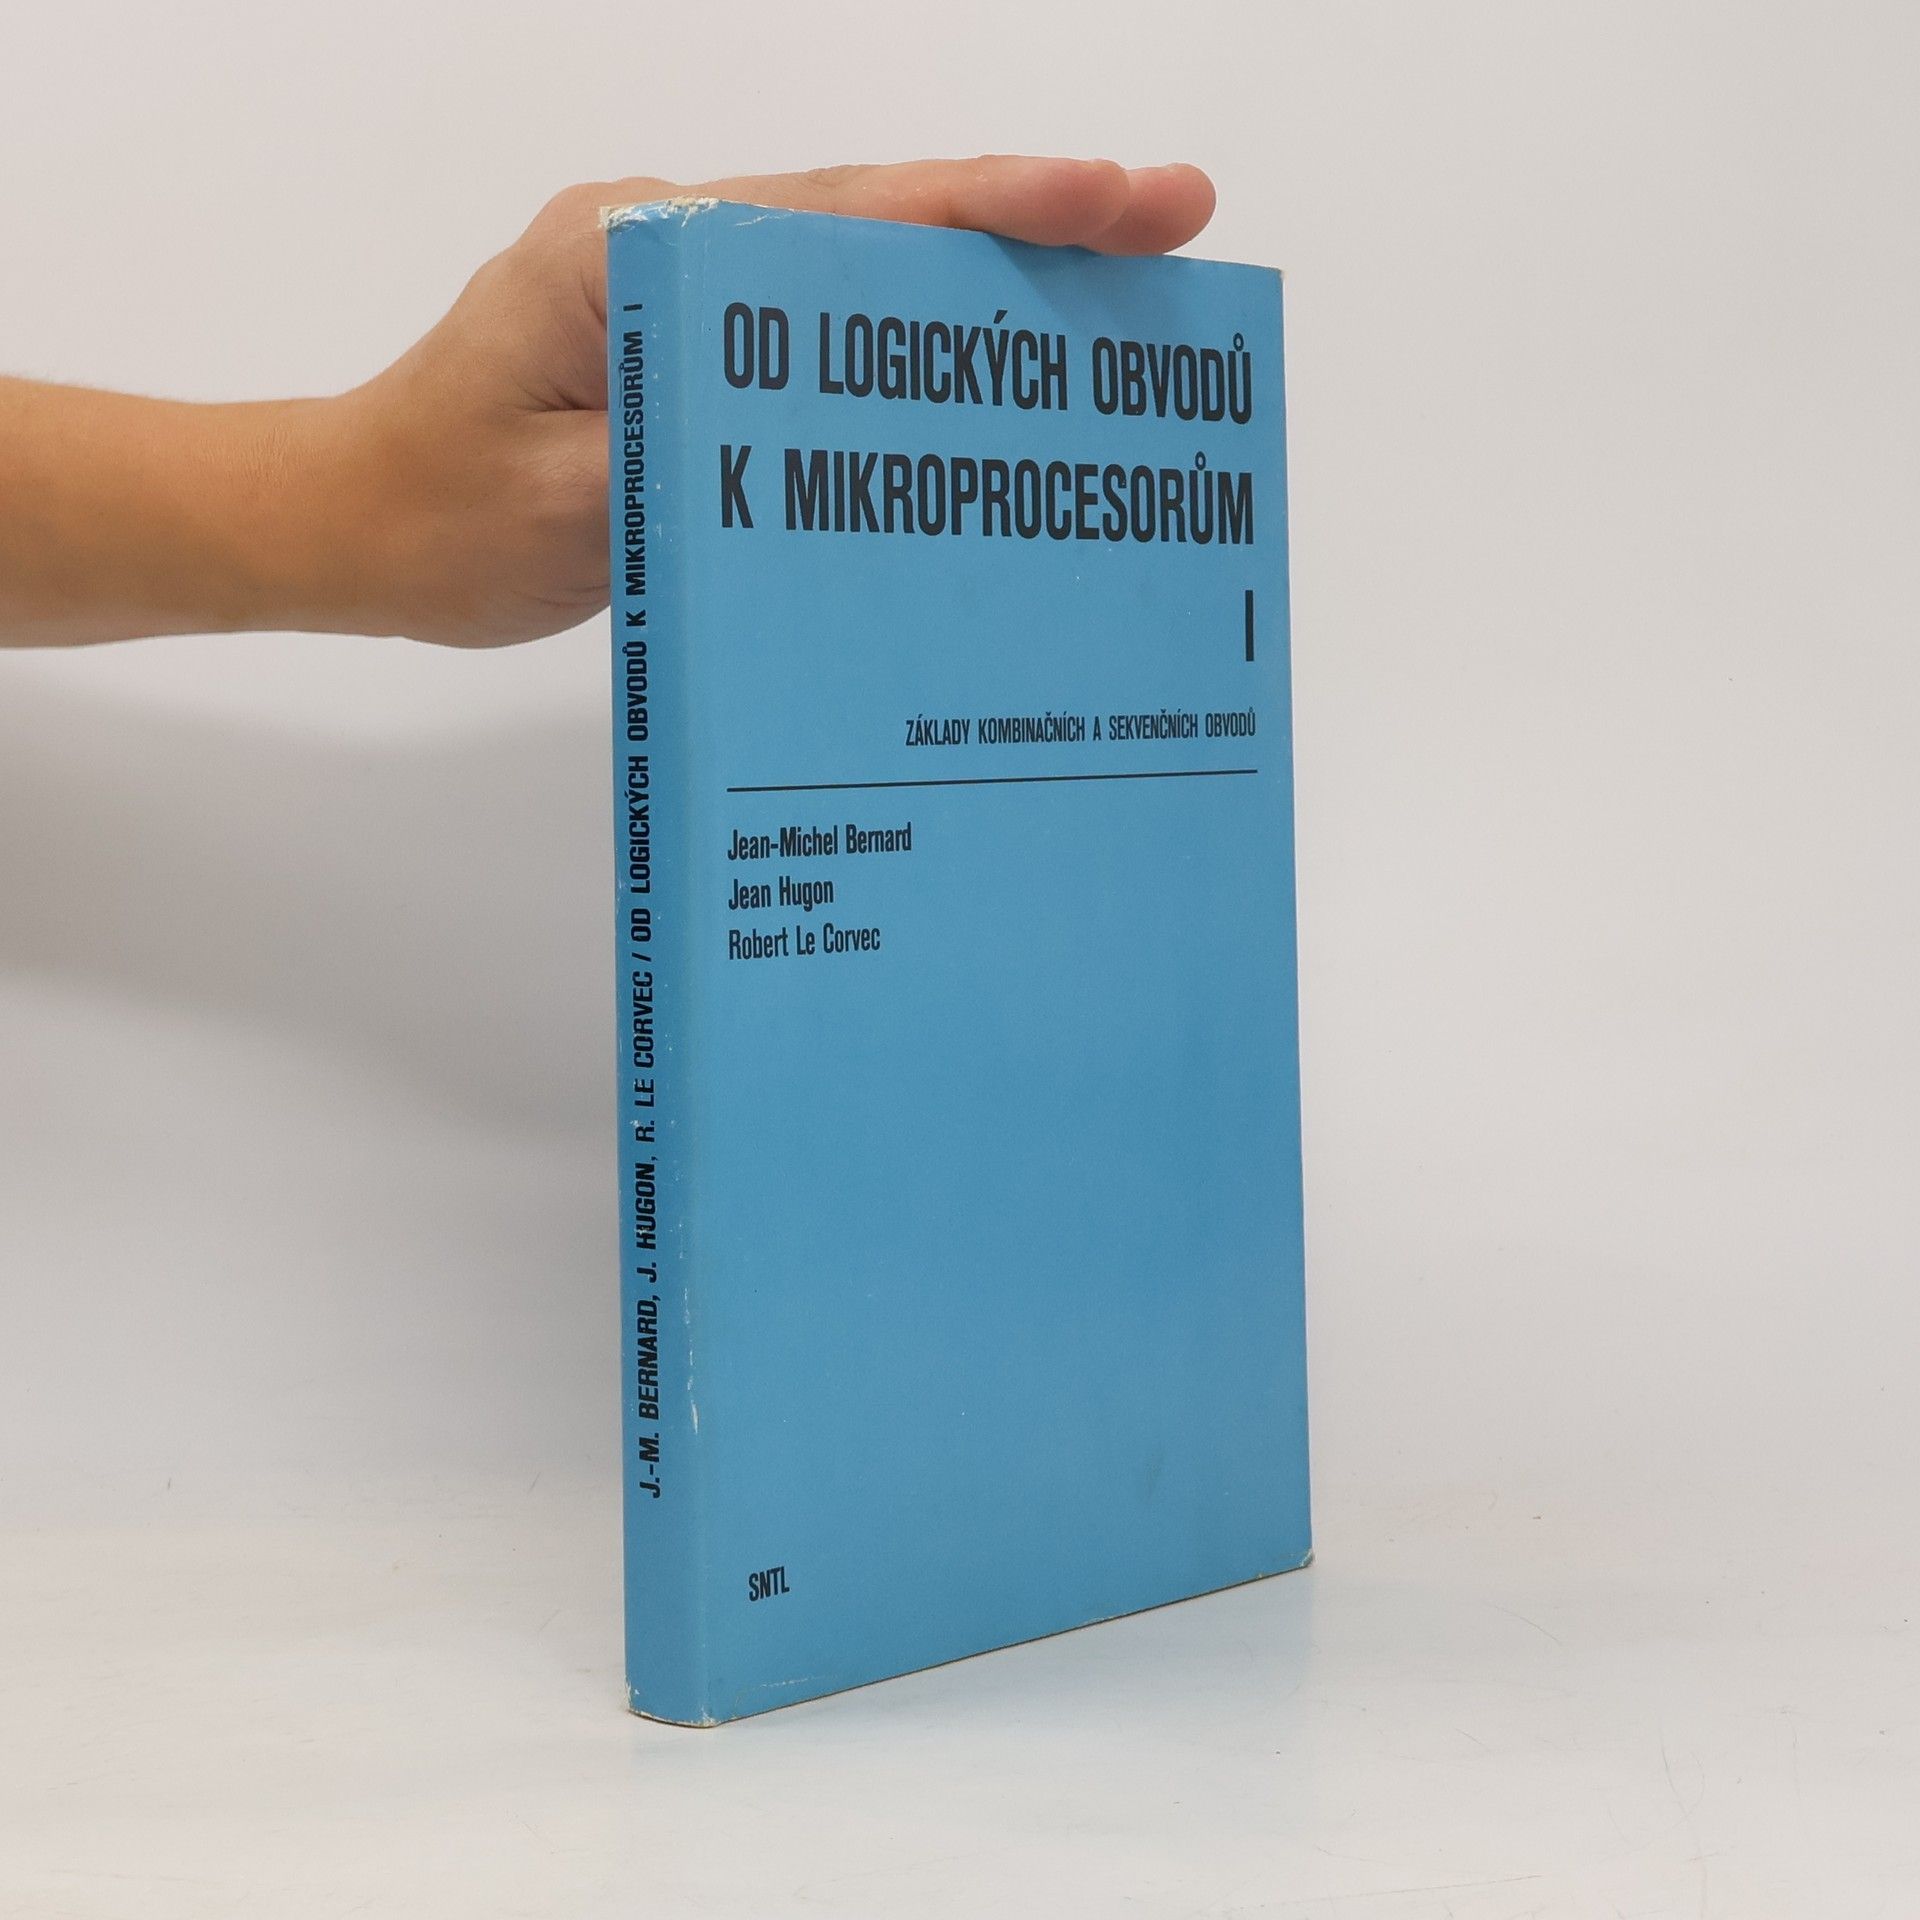 OD LOGICKÝCH OBVODŮ
K MIKROPROCESORŮM
I
ZÁKLADY KOMBINAČNÍCH A SEKVENČNÍCH OBVODŮ
Jean-Michel Bernard
Jean Hugon
Robert Le Corvec
SNTL
J.-M. BERNARD, J. HUGON, R. LE CORVEC / OD LOGICKÝCH OBVODŮ K MIKROPROCESORŮM I